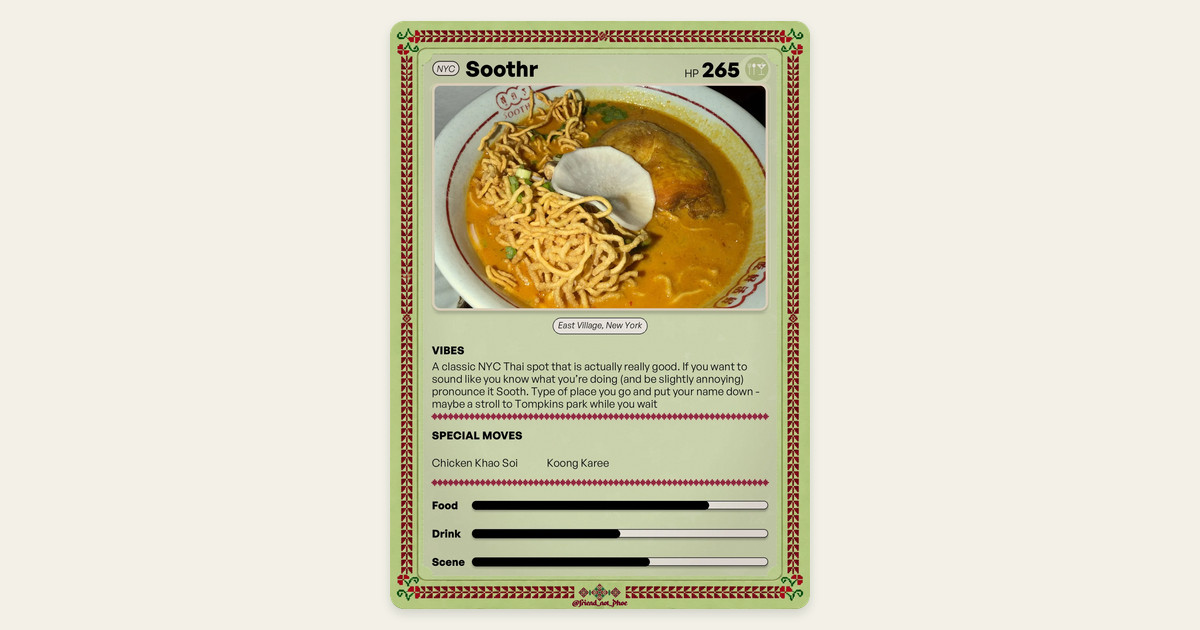 NYC Soothr HP 265
SOOTHR
East Village, New York
VIBES
A classic NYC Thai spot that is actually really good. If you want to
sound like you know what you're doing (and be slightly annoying)
pronounce it Sooth. Type of place you go and put your name down -
maybe a stroll to Tompkins park while you wait
SPECIAL MOVES
Chicken Khao Soi Koong Karee
Food
Drink
Scene
@friend_not_phoe